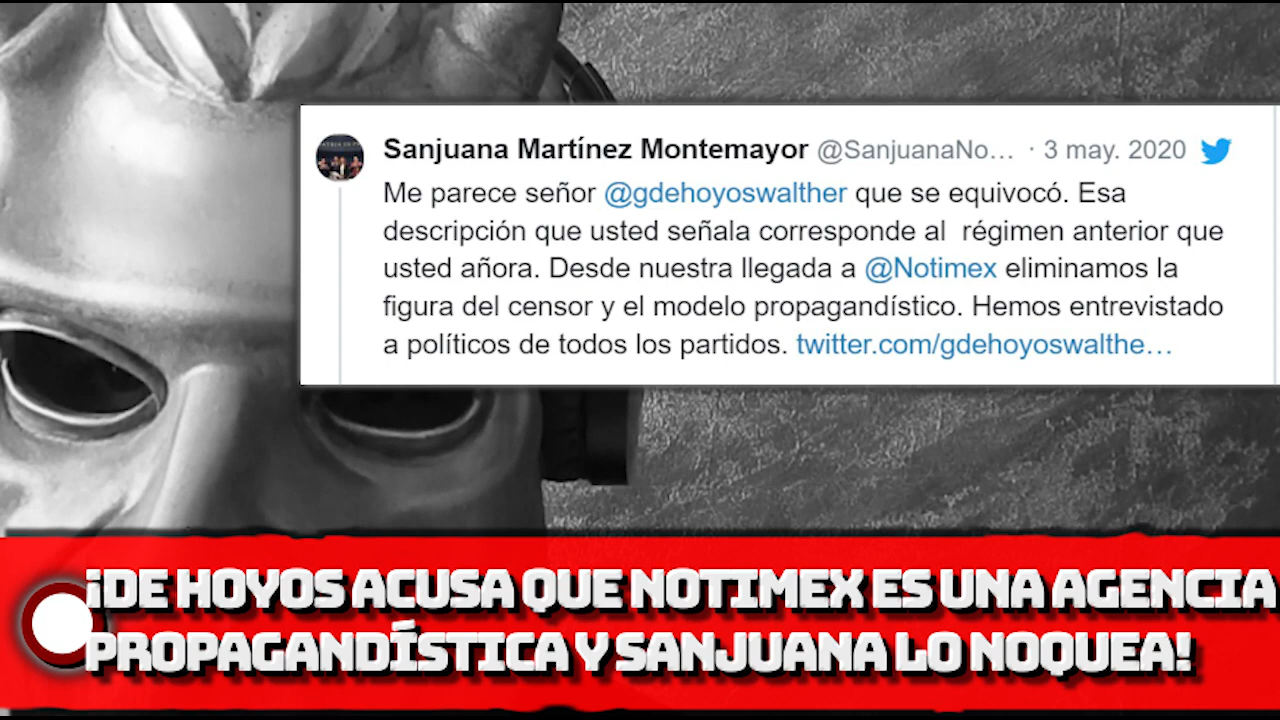 Sanjuana Martínez Montemayor @SanjuanaNo… · 3 may. 2020
Me parece señor @gdehoyoswalther que se equivocó. Esa
descripción que usted señala corresponde al régimen anterior que
usted añora. Desde nuestra llegada a @Notimex eliminamos la
figura del censor y el modelo propagandístico. Hemos entrevistado
a políticos de todos los partidos. twitter.com/gdehoyoswalthe…
¡DE HOYOS ACUSA QUE NOTIMEX ES UNA AGENCIA
PROPAGANDÍSTICA Y SANJUANA LO NOQUEA!